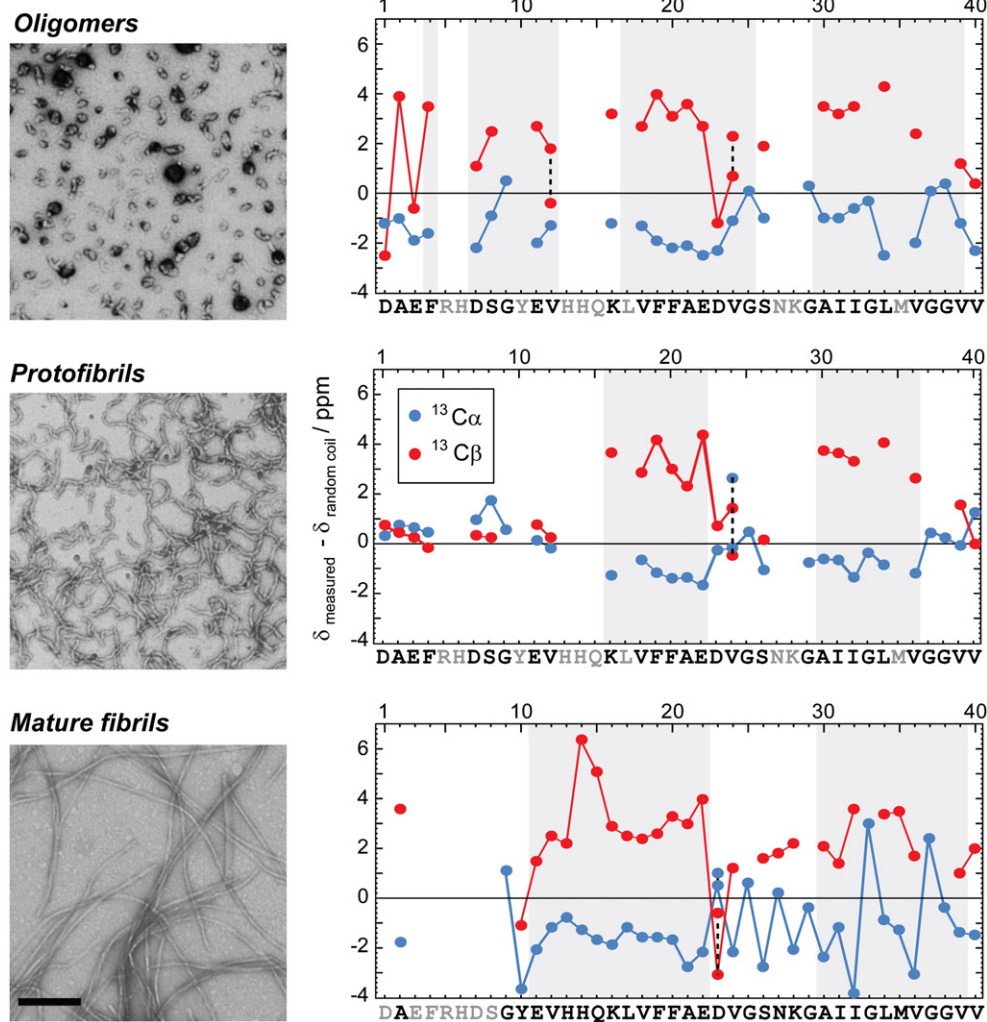 Oligomers
1 10 20 30 40
6
4
2
0
-2
-4
DAEFRHDSGYEVHHQKLVFFAEDVGSNKGAIIGLMVGGVV
Protofibrils
1 10 20 30 40
δ measured - δ random coil / ppm
6
4
2
0
-2
-4
13Cα
13Cβ
DAEFRHDSGYEVHHQKLVFFAEDVGSNKGAIIGLMVGGVV
Mature fibrils
1 10 20 30 40
6
4
2
0
-2
-4
DAEFRHDSGYEVHHQKLVFFAEDVGSNKGAIIGLMVGGVV